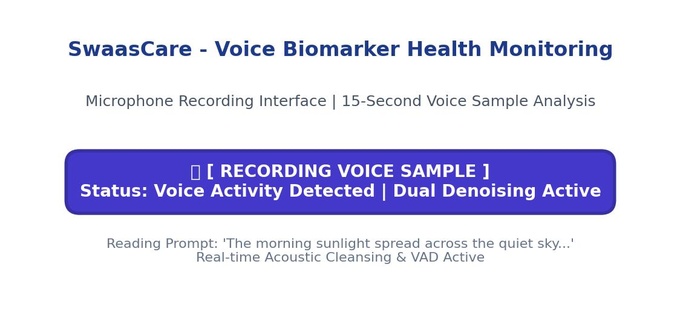 SwaasCare - Voice Biomarker Health Monitoring
Microphone Recording Interface | 15-Second Voice Sample Analysis
[ RECORDING VOICE SAMPLE ]
Status: Voice Activity Detected | Dual Denoising Active
Reading Prompt: 'The morning sunlight spread across the quiet sky...'
Real-time Acoustic Cleansing & VAD Active